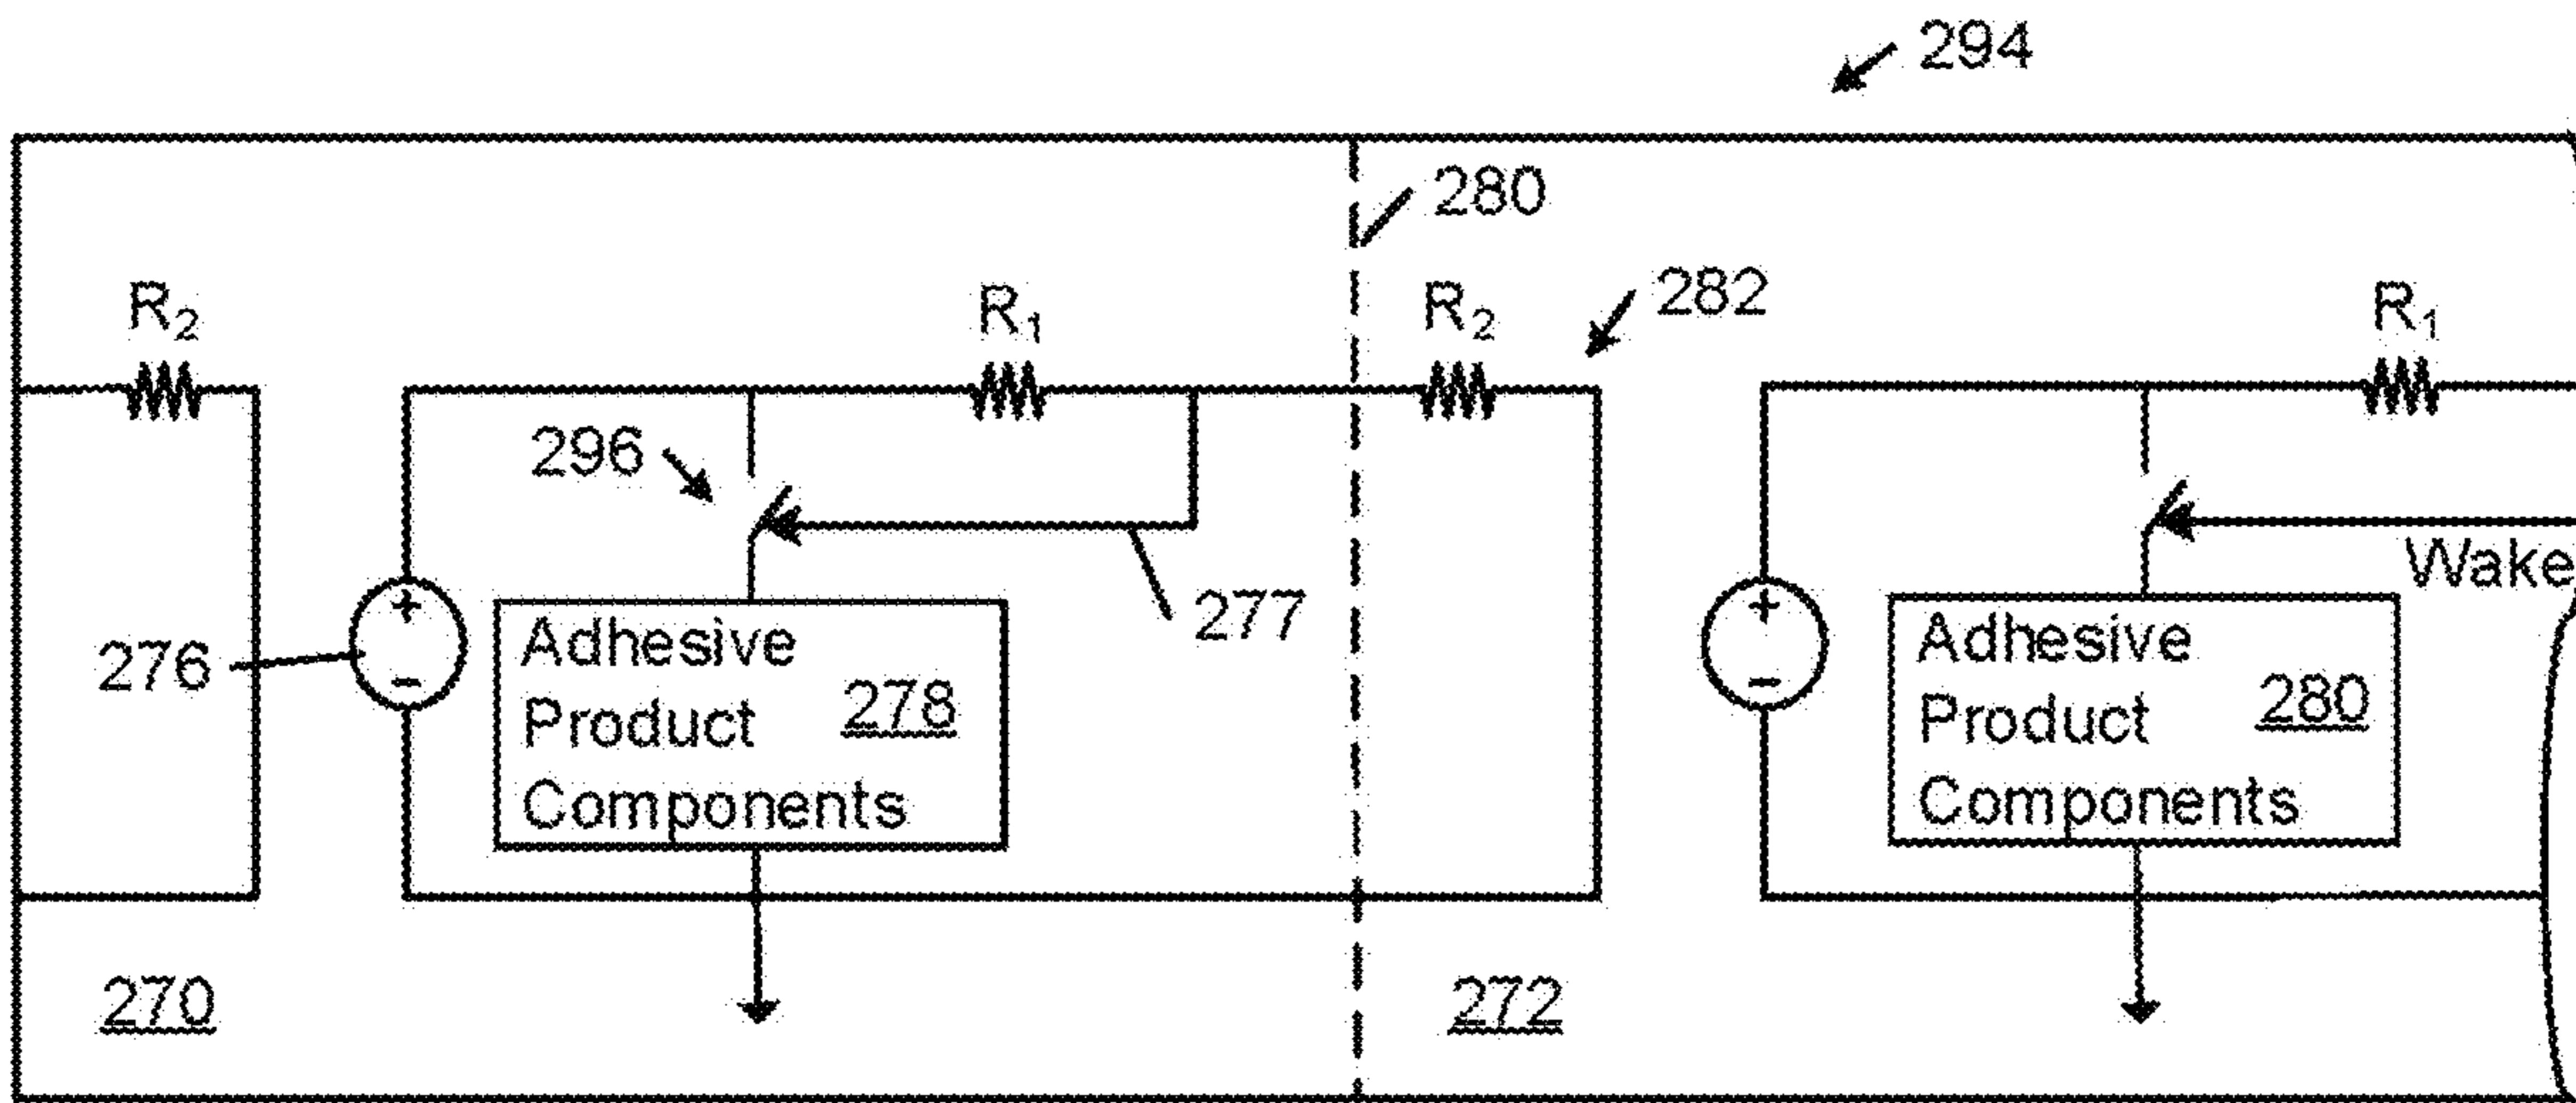 294
280
R₂
R₁
R₂
282
R₁
296
277
Wake
276
Adhesive
Product 278
Components
Adhesive
Product 280
Components
270
272